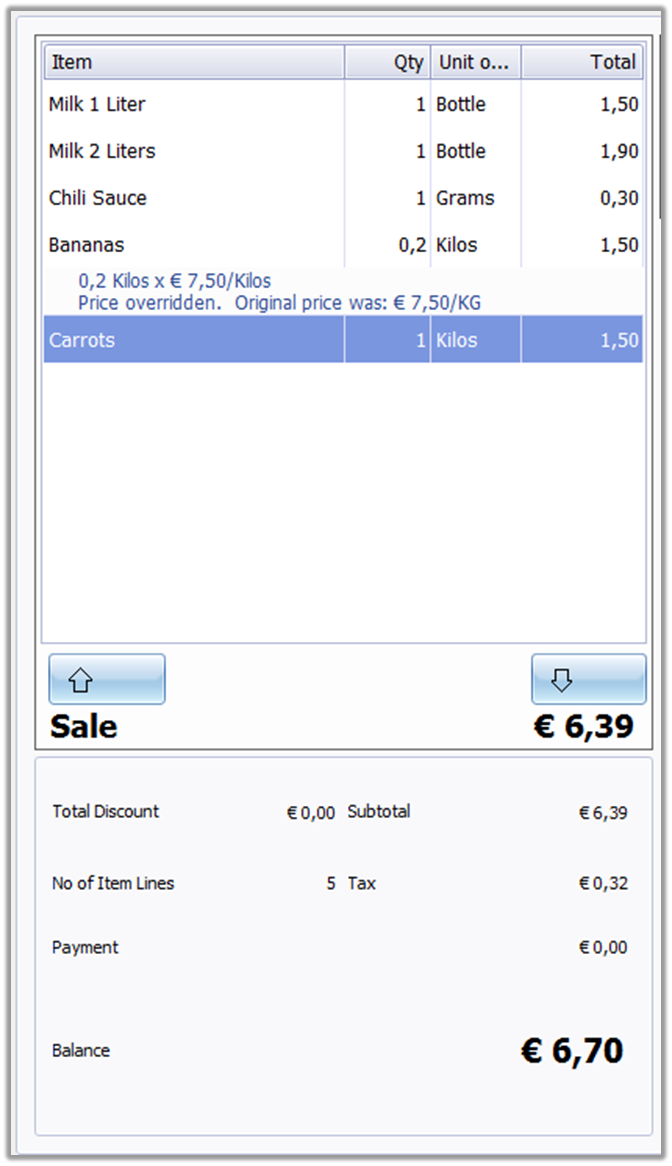 Item Qty Unit o... Total
Milk 1 Liter 1 Bottle 1,50
Milk 2 Liters 1 Bottle 1,90
Chili Sauce 1 Grams 0,30
Bananas 0,2 Kilos 1,50
0,2 Kilos x € 7,50/Kilos
Price overridden. Original price was: € 7,50/KG
Carrots 1 Kilos 1,50
Sale € 6,39
Total Discount € 0,00 Subtotal € 6,39
No of Item Lines 5 Tax € 0,32
Payment € 0,00
Balance € 6,70